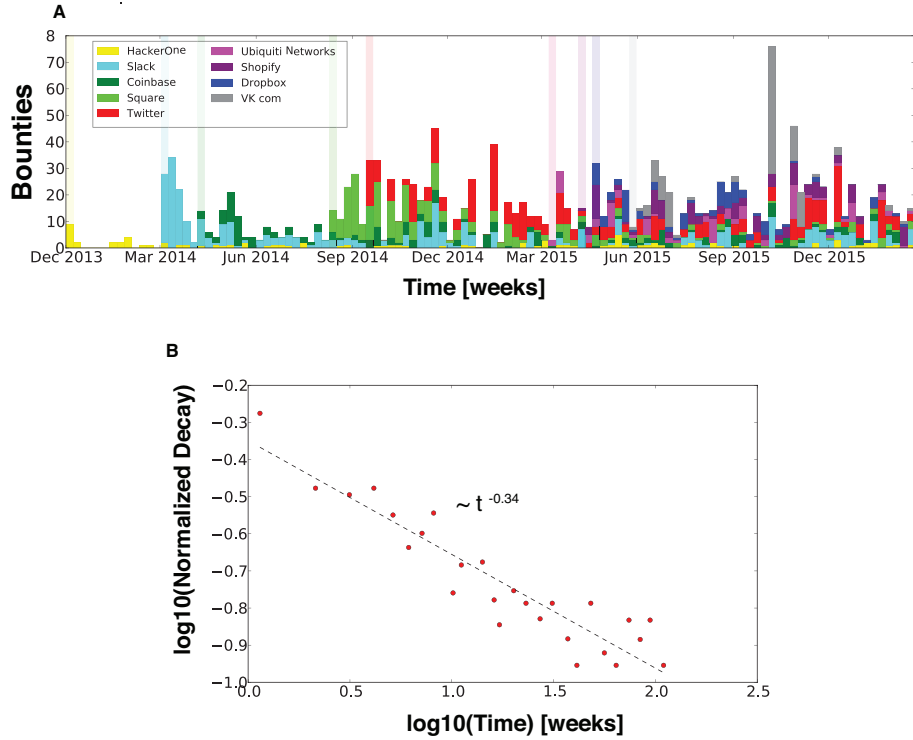 A
8
70
60
50
40
30
20
10
0
Bounties
HackerOne
Slack
Coinbase
Square
Twitter
Ubiquiti Networks
Shopify
Dropbox
VK com
Dec 2013 Mar 2014 Jun 2014 Sep 2014 Dec 2014 Mar 2015 Jun 2015 Sep 2015 Dec 2015
Time [weeks]
B
−0.2
−0.3
−0.4
−0.5
−0.6
−0.7
−0.8
−0.9
−1.0
log10(Normalized Decay)
~ t -0.34
0.0 0.5 1.0 1.5 2.0 2.5
log10(Time) [weeks]